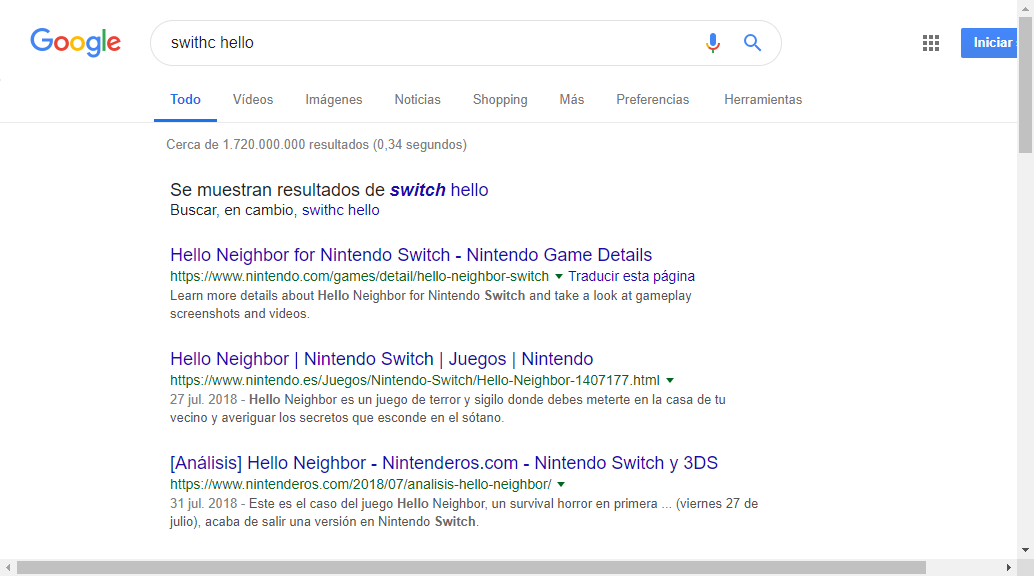 Google
swithc hello
Iniciar
Todo Vídeos Imágenes Noticias Shopping Más Preferencias Herramientas
Cerca de 1.720.000.000 resultados (0,34 segundos)
Se muestran resultados de switch hello
Buscar, en cambio, swithc hello
Hello Neighbor for Nintendo Switch - Nintendo Game Details
https://www.nintendo.com/games/detail/hello-neighbor-switch Traducir esta página
Learn more details about Hello Neighbor for Nintendo Switch and take a look at gameplay
screenshots and videos.
Hello Neighbor | Nintendo Switch | Juegos | Nintendo
https://www.nintendo.es/Juegos/Nintendo-Switch/Hello-Neighbor-1407177.html
27 jul. 2018 - Hello Neighbor es un juego de terror y sigilo donde debes meterte en la casa de tu
vecino y averiguar los secretos que esconde en el sótano.
[Análisis] Hello Neighbor - Nintenderos.com - Nintendo Switch y 3DS
https://www.nintenderos.com/2018/07/analisis-hello-neighbor/
31 jul. 2018 - Este es el caso del juego Hello Neighbor, un survival horror en primera ... (viernes 27 de
julio), acaba de salir una versión en Nintendo Switch.